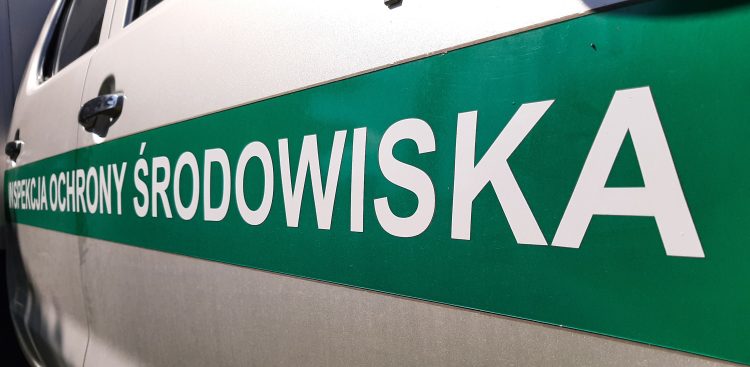 INSPEKCJA OCHRONY ŚRODOWISKA